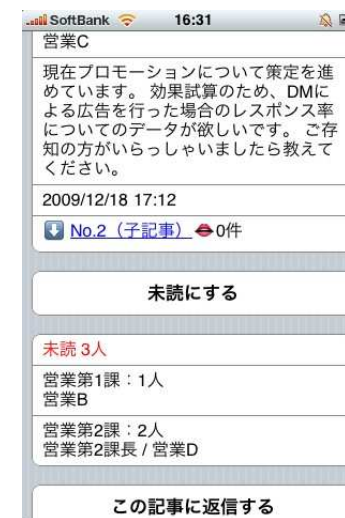 SoftBank 16:31
営業C
現在プロモーションについて策定を進
めています。 効果試算のため、DMに
よる広告を行った場合のレスポンス率
についてのデータが欲しいです。 ご存
知の方がいらっしゃいましたら教えて
ください。
2009/12/18 17:12
No.2（子記事） 0件
未読にする
未読 3人
営業第1課：1人
営業B
営業第2課：2人
営業第2課長 / 営業D
この記事に返信する